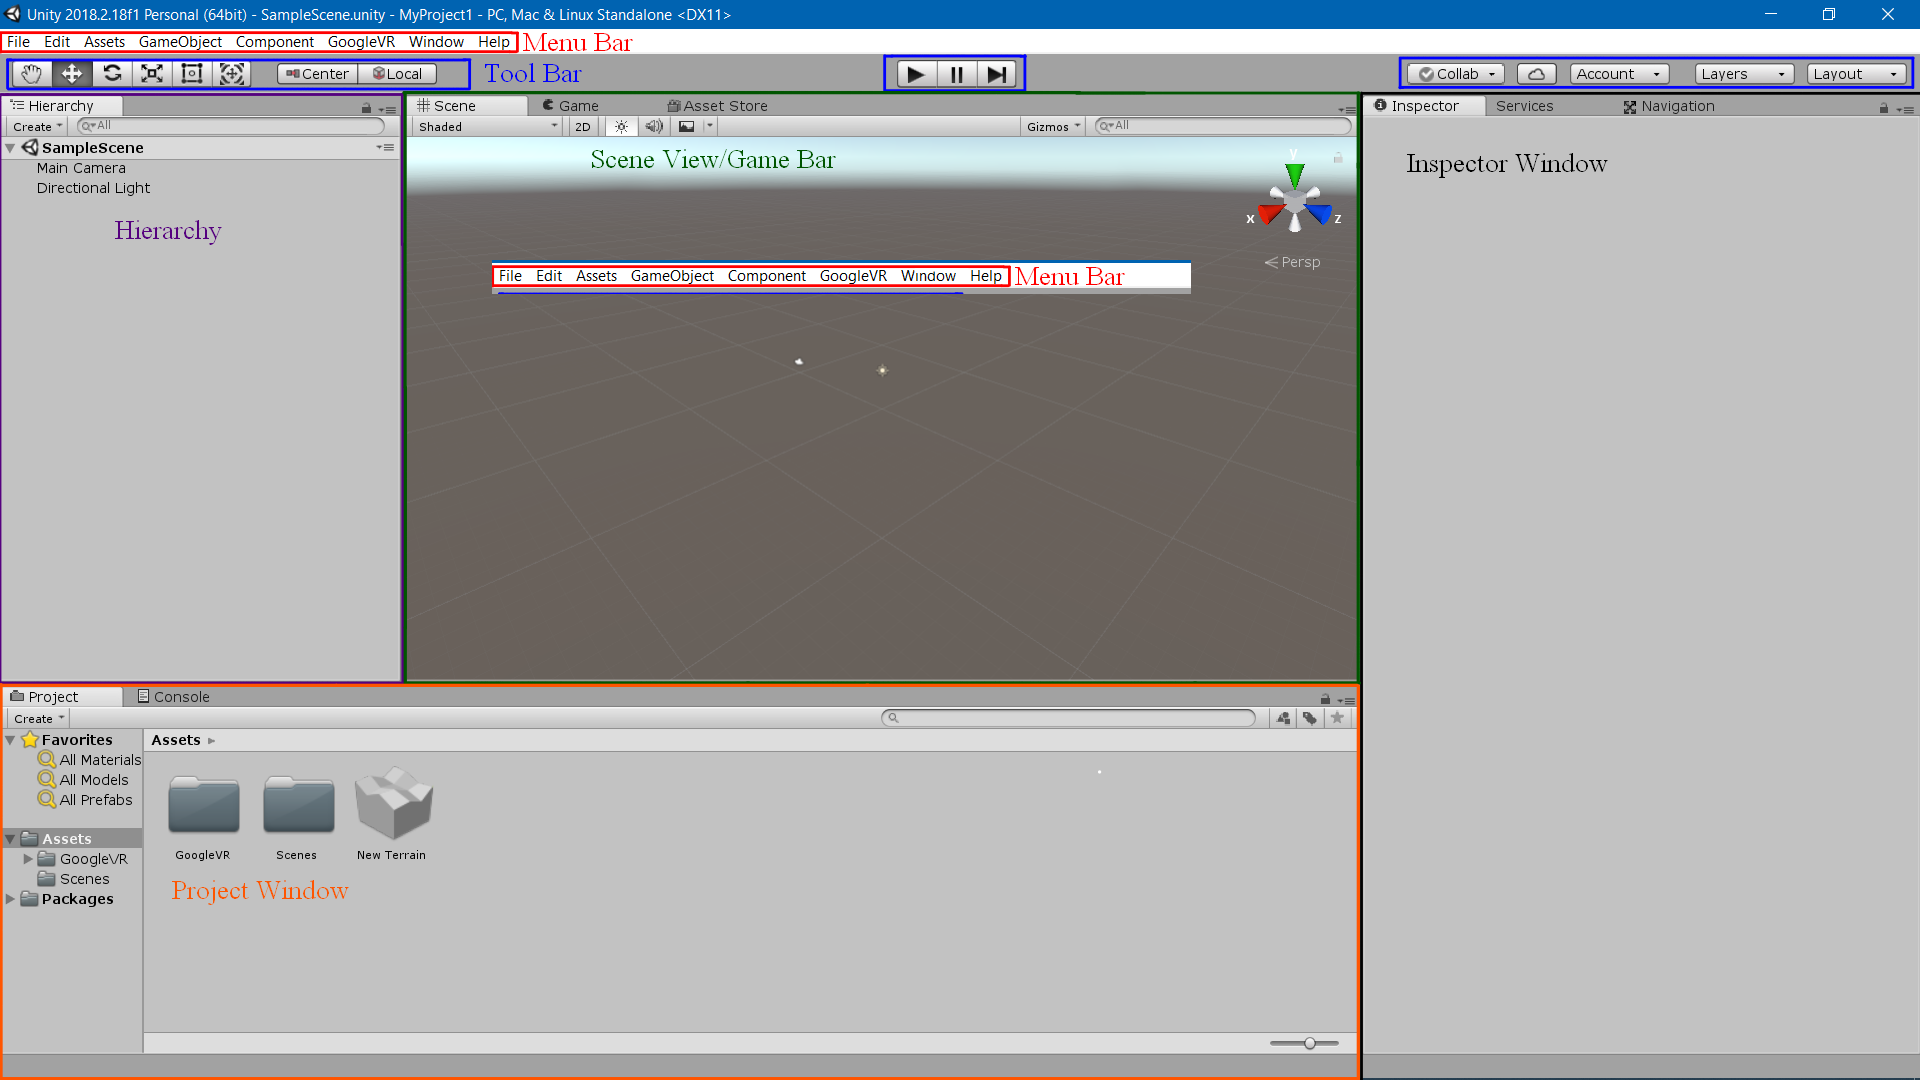 Unity 2018.2.18f1 Personal (64bit) - SampleScene.unity - MyProject1 - PC, Mac & Linux Standalone <DX11>
File Edit Assets GameObject Component GoogleVR Window Help Menu Bar
Center Local Tool Bar Collab Account Layers Layout
Hierarchy Scene Game Asset Store Inspector Services Navigation
Create All Shaded 2D Gizmos All
SampleScene
Main Camera
Directional Light
Hierarchy
Scene View/Game Bar
y
x z
Persp
File Edit Assets GameObject Component GoogleVR Window Help Menu Bar
Inspector Window
Project Console
Create
Favorites
All Materials
All Models
All Prefabs
Assets
GoogleVR
Scenes
Packages
Assets
GoogleVR Scenes New Terrain
Project Window